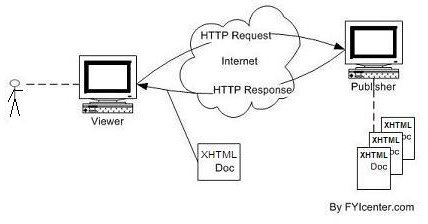 HTTP Request
Internet
HTTP Response
Viewer
Publisher
XHTML
Doc
XHTML
Doc
XHTML
Doc
XHTML
Doc
By FYIcenter.com